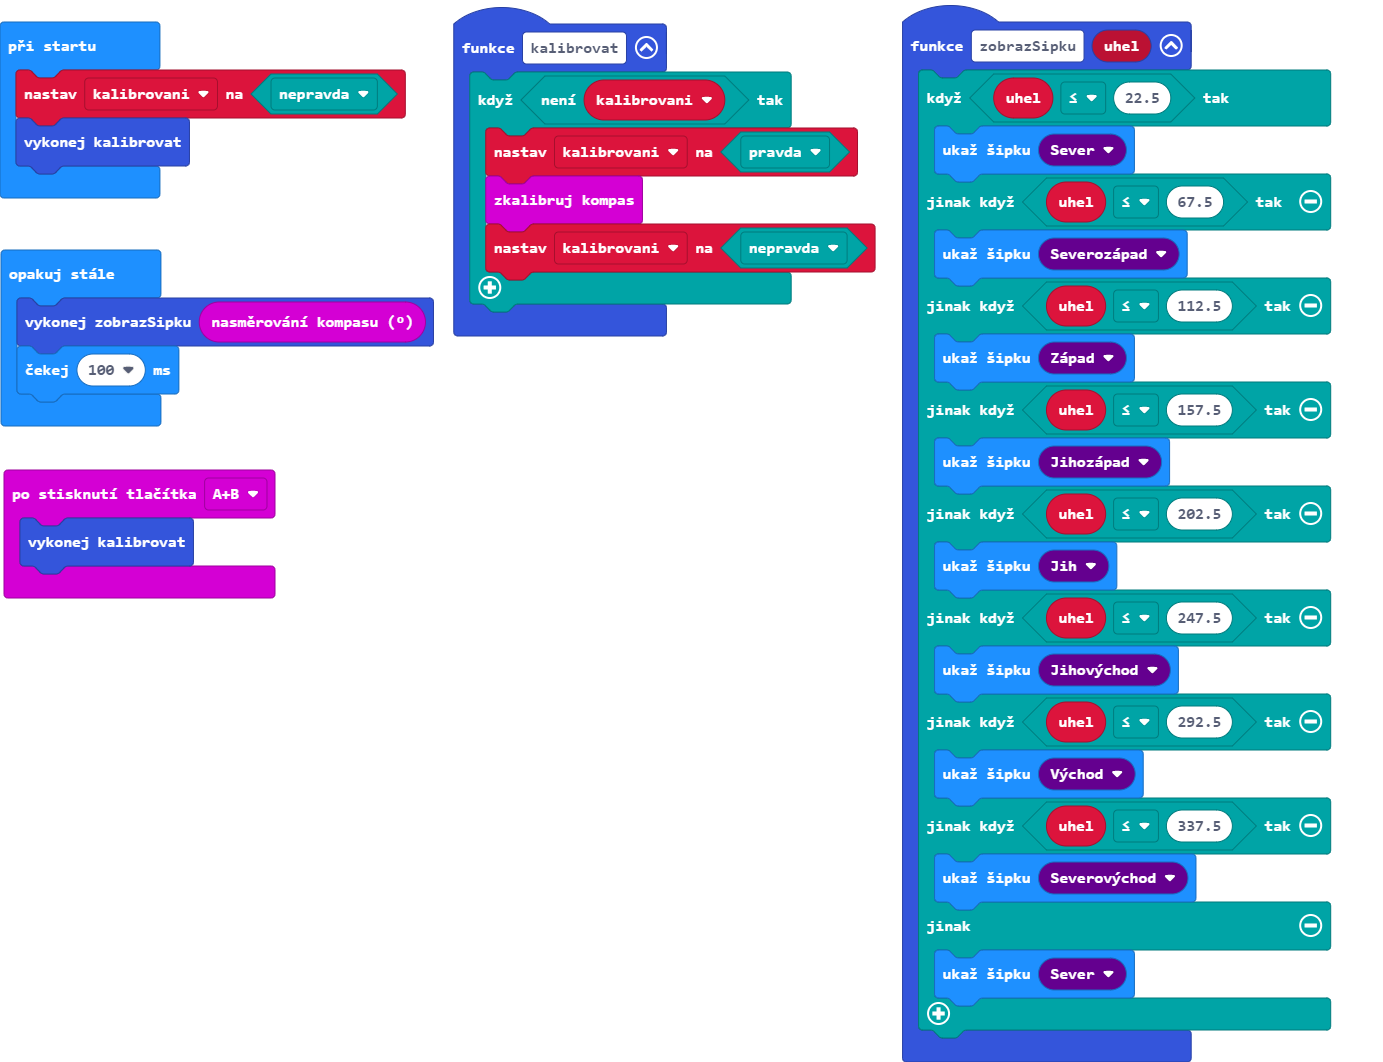 při startu
nastav kalibrovani na nepravda
vykonej kalibrovat
opakuj stále
vykonej zobrazSipku nasměrování kompasu (°)
čekej 100 ms
po stisknutí tlačítka A+B
vykonej kalibrovat
funkce kalibrovat
když není kalibrovani tak
nastav kalibrovani na pravda
zkalibruj kompas
nastav kalibrovani na nepravda
funkce zobrazSipku uhel
když uhel ≤ 22.5 tak
ukaž šipku Sever
jinak když uhel ≤ 67.5 tak
ukaž šipku Severozápad
jinak když uhel ≤ 112.5 tak
ukaž šipku Západ
jinak když uhel ≤ 157.5 tak
ukaž šipku Jihozápad
jinak když uhel ≤ 202.5 tak
ukaž šipku Jih
jinak když uhel ≤ 247.5 tak
ukaž šipku Jihovýchod
jinak když uhel ≤ 292.5 tak
ukaž šipku Východ
jinak když uhel ≤ 337.5 tak
ukaž šipku Severovýchod
jinak
ukaž šipku Sever